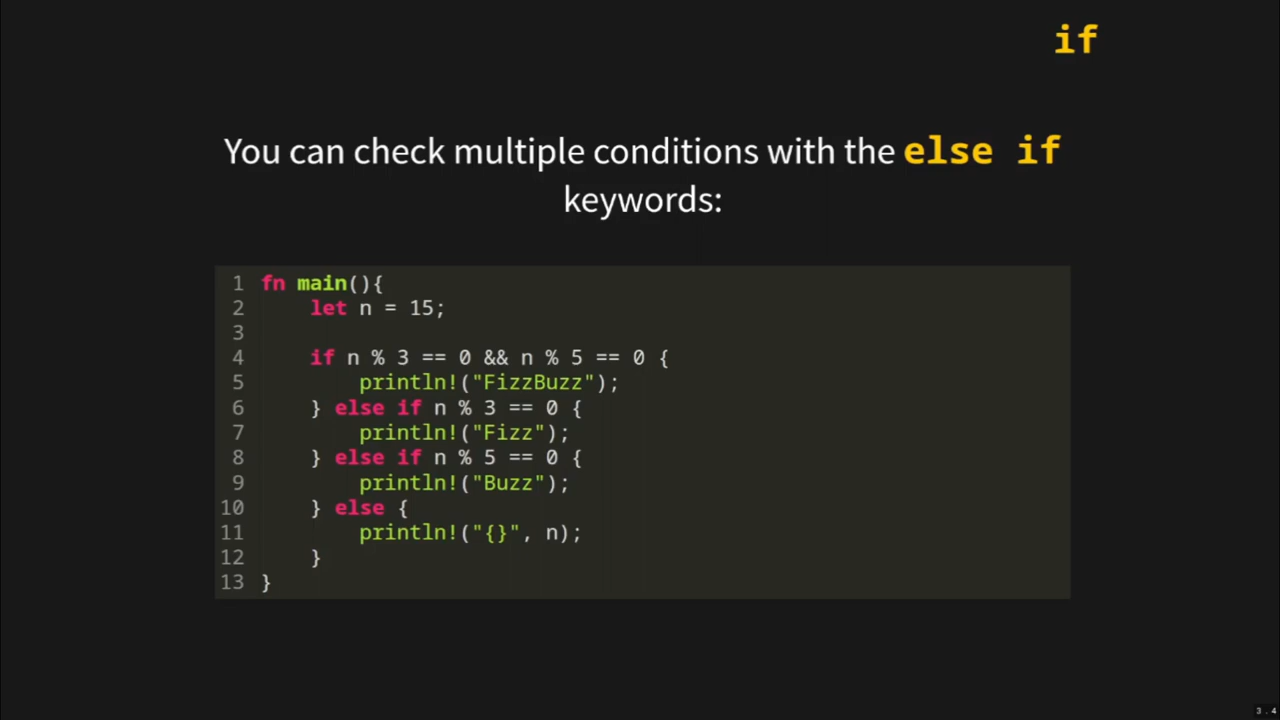 if
You can check multiple conditions with the else if
keywords:
1 fn main(){
2     let n = 15;
3
4     if n % 3 == 0 && n % 5 == 0 {
5         println!("FizzBuzz");
6     } else if n % 3 == 0 {
7         println!("Fizz");
8     } else if n % 5 == 0 {
9         println!("Buzz");
10     } else {
11         println!("{}", n);
12     }
13 }
3.4